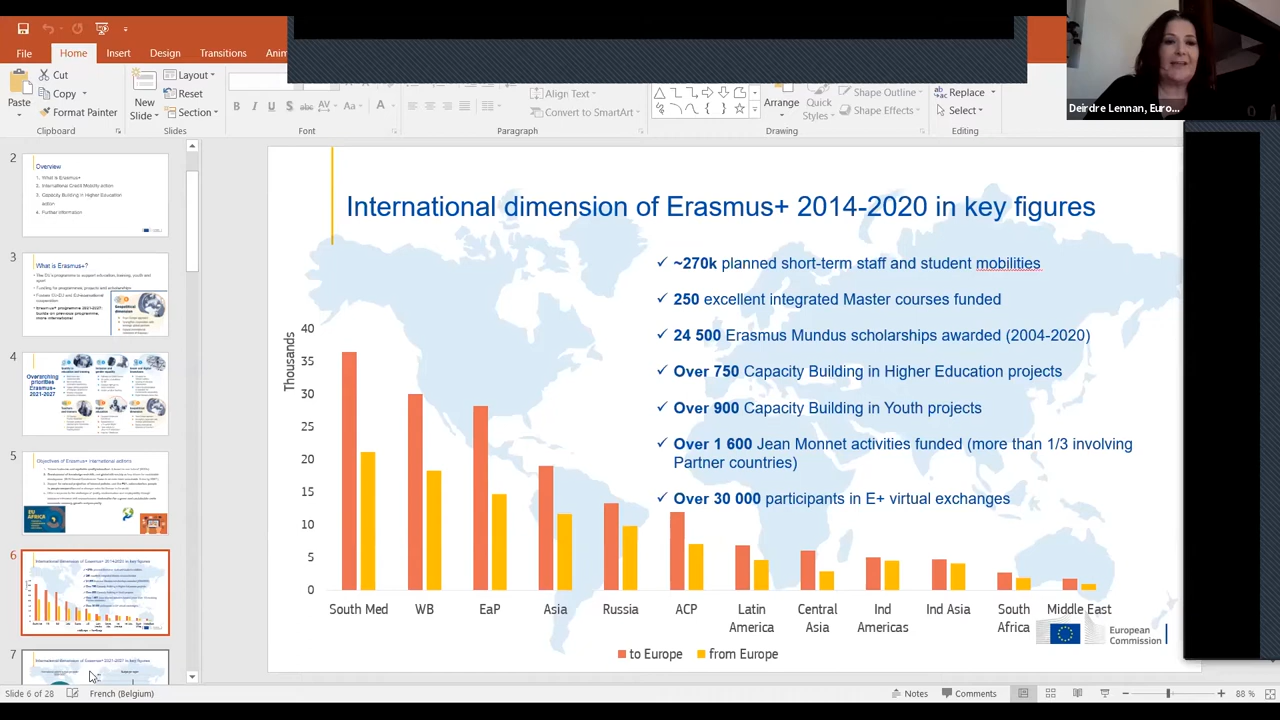 File
Home
Insert
Design
Transitions
Anim
Cut
Copy
Format Painter
Paste
Clipboard
New
Slide
Layout
Reset
Section
Slides
Font
Align Text
Convert to SmartArt
Paragraph
Arrange
Quick
Styles
Shape Outline
Shape Effects
Drawing
Replace
Select
Editing
Deirdre Lennan, Euro...
2
Overview
1. What is Erasmus+?
2. International Credit Mobility action
3. Capacity Building in Higher Education
action
4. Further information
3
What is Erasmus+?
4
Overarching
priorities
Erasmus+
2021-2027
5
Objectives of Erasmus+ international actions
6
International Dimension of Erasmus+ 2014-2020 in key figures
7
International Dimension of Erasmus+ 2021-2027 in key figures
International dimension of Erasmus+ 2014-2020 in key figures
✓ ~270k planned short-term staff and student mobilities
✓ 250 excellent integrated Master courses funded
✓ 24 500 Erasmus Mundus scholarships awarded (2004-2020)
✓ Over 750 Capacity Building in Higher Education projects
✓ Over 900 Capacity Building in Youth projects
✓ Over 1 600 Jean Monnet activities funded (more than 1/3 involving
Partner countries)
✓ Over 30 000 participants in E+ virtual exchanges
Thousands
40
35
30
25
20
15
10
5
0
South Med
WB
EaP
Asia
Russia
ACP
Latin
America
Central
Asia
Ind
Americas
Ind Asia
South
Africa
Middle East
to Europe
from Europe
European
Commission
Slide 6 of 28
French (Belgium)
Notes
Comments
88 %